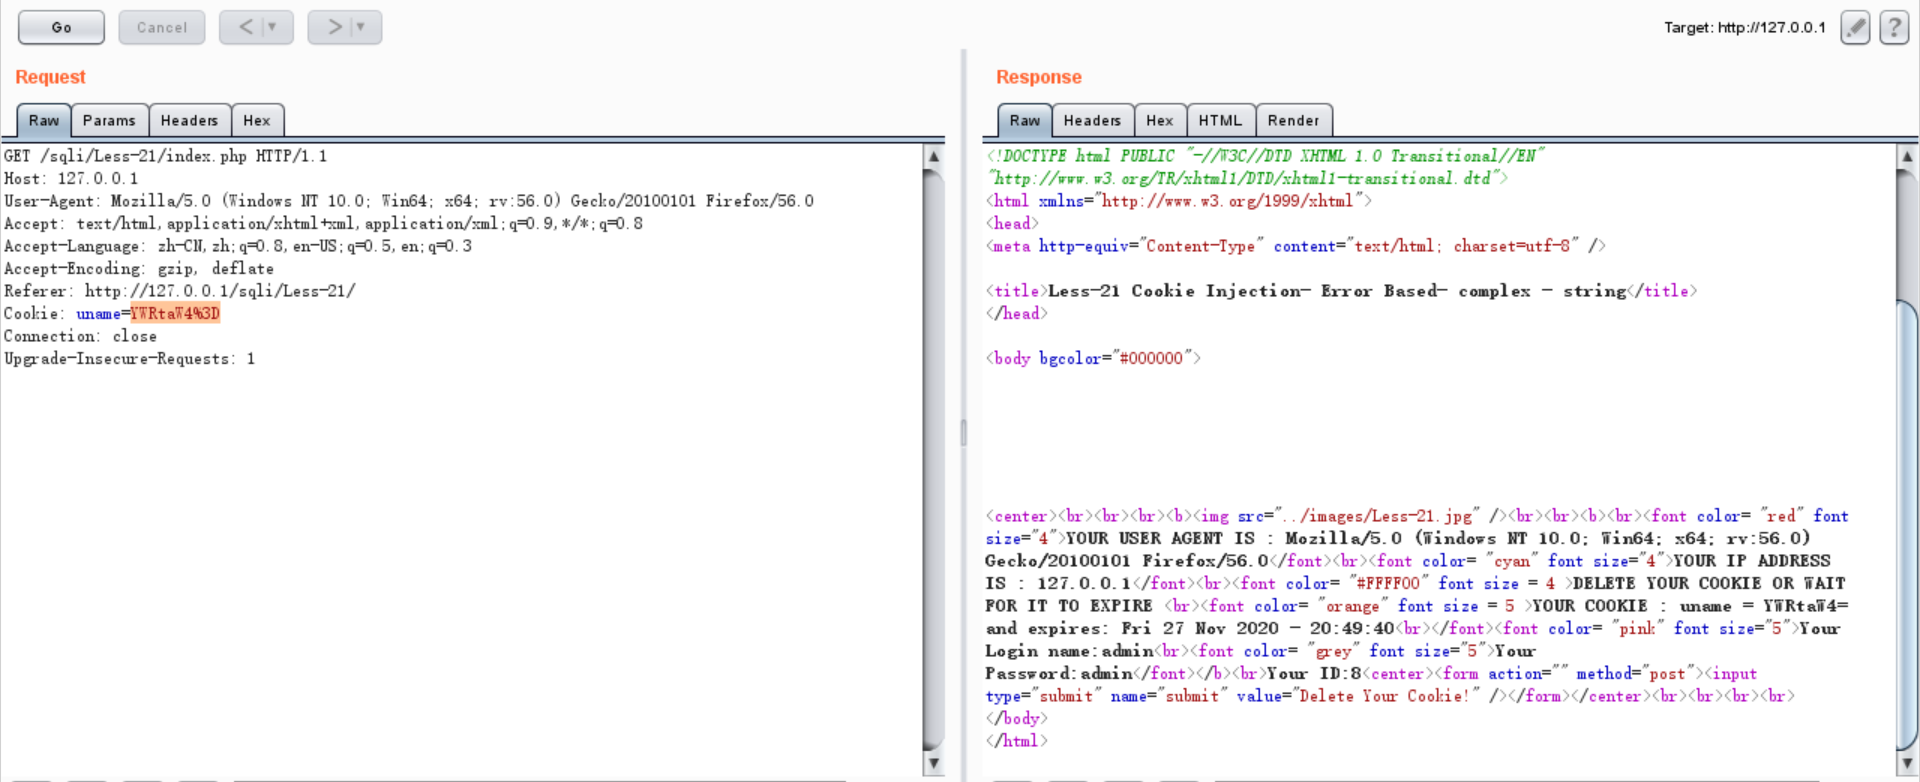 Go
Cancel
< ▼
> ▼
Target: http://127.0.0.1
?
Request
Raw Params Headers Hex
GET /sqli/Less-21/index.php HTTP/1.1
Host: 127.0.0.1
User-Agent: Mozilla/5.0 (Windows NT 10.0; Win64; x64; rv:56.0) Gecko/20100101 Firefox/56.0
Accept: text/html,application/xhtml+xml,application/xml;q=0.9,*/*;q=0.8
Accept-Language: zh-CN,zh;q=0.8,en-US;q=0.5,en;q=0.3
Accept-Encoding: gzip, deflate
Referer: http://127.0.0.1/sqli/Less-21/
Cookie: uname=YWRtaW4%3D
Connection: close
Upgrade-Insecure-Requests: 1
Response
Raw Headers Hex HTML Render
<!DOCTYPE html PUBLIC "-//W3C//DTD XHTML 1.0 Transitional//EN"
"http://www.w3.org/TR/xhtml1/DTD/xhtml1-transitional.dtd">
<html xmlns="http://www.w3.org/1999/xhtml">
<head>
<meta http-equiv="Content-Type" content="text/html; charset=utf-8" />
<title>Less-21 Cookie Injection- Error Based- complex - string</title>
</head>
<body bgcolor="#000000">
<center><br><br><br><b><img src="../images/Less-21.jpg" /><br><br><b><br><font color= "red" font
size="4">YOUR USER AGENT IS : Mozilla/5.0 (Windows NT 10.0; Win64; x64; rv:56.0)
Gecko/20100101 Firefox/56.0</font><br><font color= "cyan" font size="4">YOUR IP ADDRESS
IS : 127.0.0.1</font><br><font color= "#FFFF00" font size = 4 >DELETE YOUR COOKIE OR WAIT
FOR IT TO EXPIRE <br><font color= "orange" font size = 5 >YOUR COOKIE : uname = YWRtaW4=
and expires: Fri 27 Nov 2020 - 20:49:40<br></font><font color= "pink" font size="5">Your
Login name:admin<br><font color= "grey" font size="5">Your
Password:admin</font></b><br>Your ID:8<center><form action="" method="post"><input
type="submit" name="submit" value="Delete Your Cookie!" /></form></center><br><br><br><br>
</body>
</html>